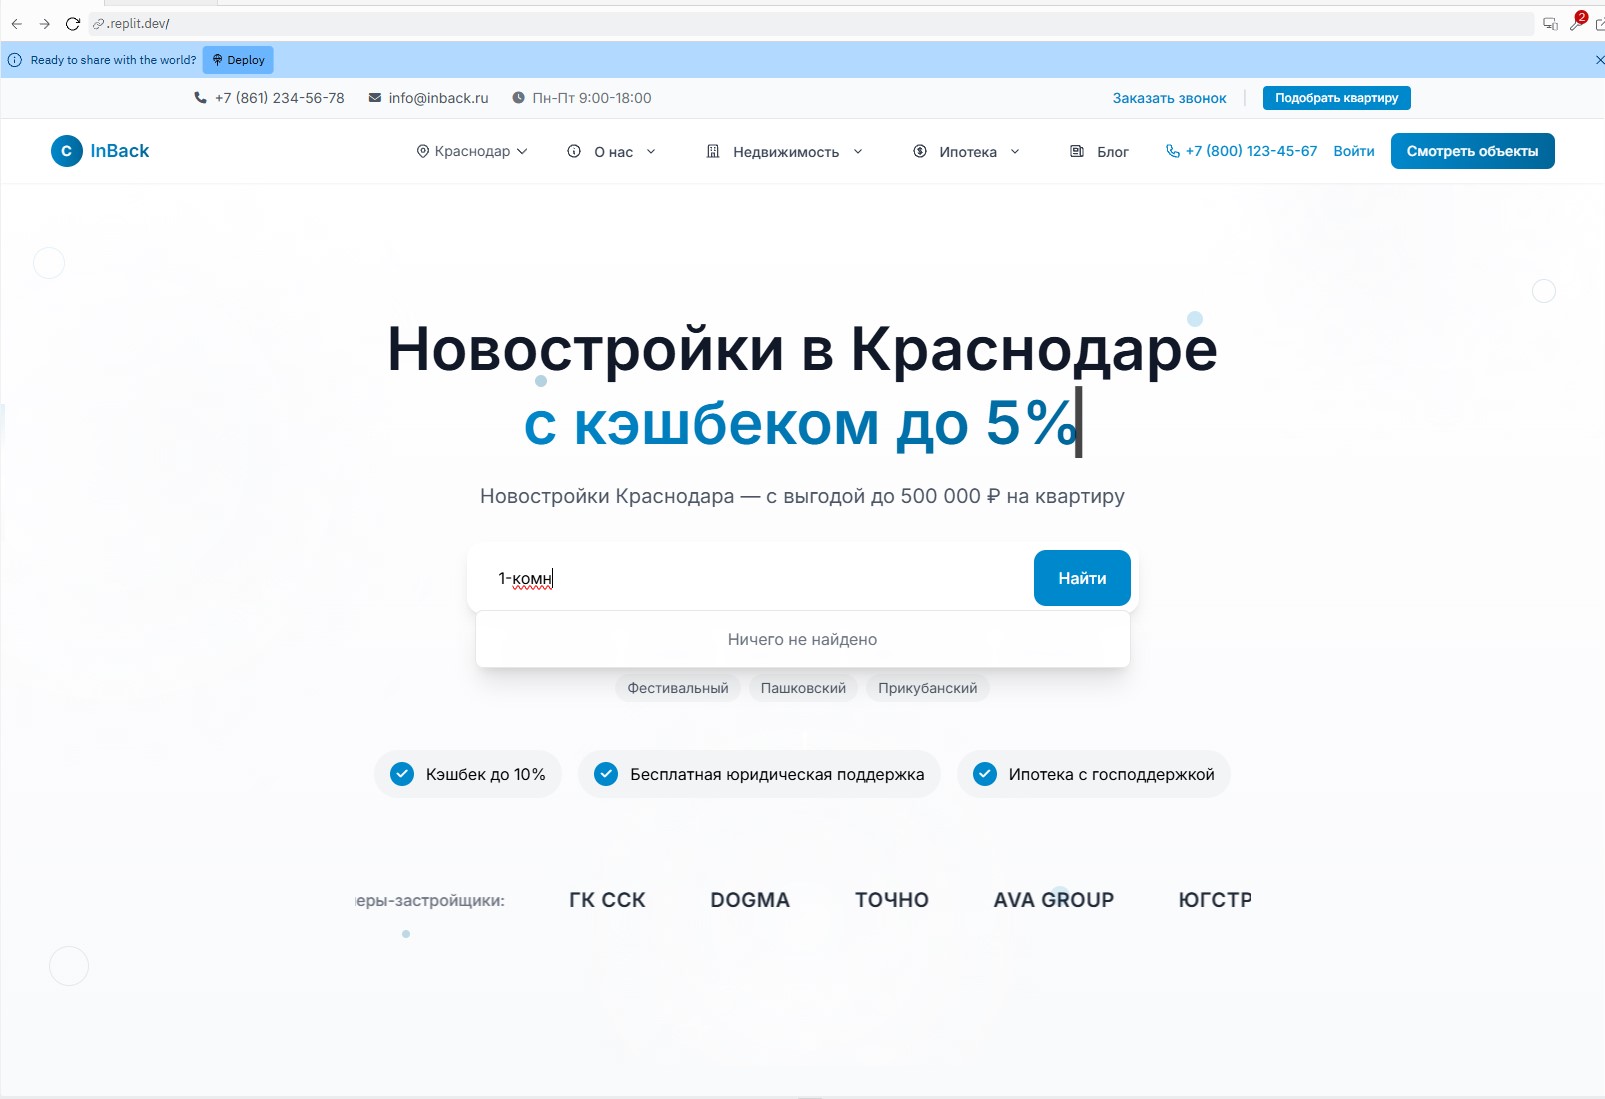 .replit.dev/
2
Ready to share with the world? Deploy
+7 (861) 234-56-78 info@inback.ru Пн-Пт 9:00-18:00 Заказать звонок Подобрать квартиру
C InBack Краснодар О нас Недвижимость Ипотека Блог +7 (800) 123-45-67 Войти Смотреть объекты
Новостройки в Краснодаре
с кэшбеком до 5%
Новостройки Краснодара — с выгодой до 500 000 ₽ на квартиру
1-комн Найти
Ничего не найдено
Фестивальный Пашковский Прикубанский
Кэшбек до 10% Бесплатная юридическая поддержка Ипотека с господдержкой
еры-застройщики: ГК ССК DOGMA ТОЧНО AVA GROUP ЮГСТР